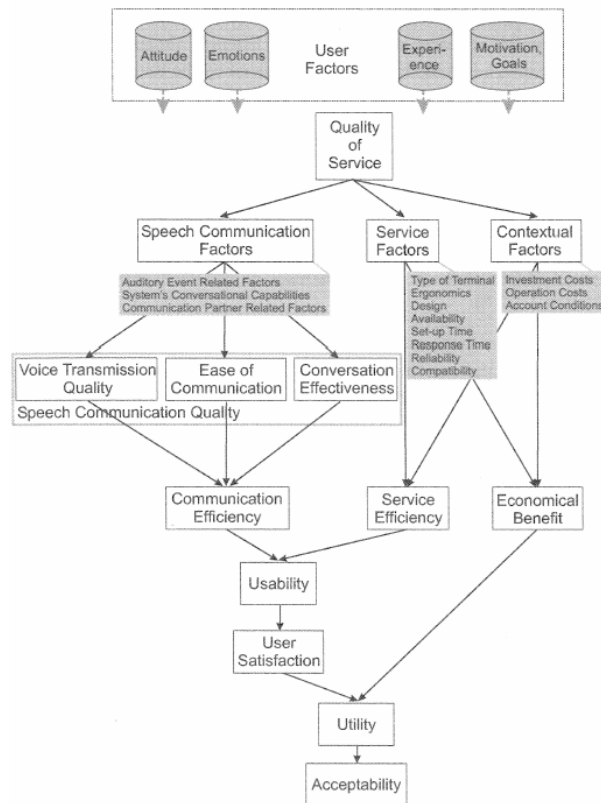 Attitude
Emotions
User
Factors
Experi-
ence
Motivation,
Goals
Quality
of
Service
Speech Communication
Factors
Service
Factors
Contextual
Factors
Auditory Event Related Factors
System's Conversational Capabilities
Communication Partner Related Factors
Type of Terminal
Ergonomics
Design
Availability
Set-up Time
Response Time
Reliability
Compatibility
Investment Costs
Operation Costs
Account Conditions
Voice Transmission
Quality
Ease of
Communication
Conversation
Effectiveness
Speech Communication Quality
Communication
Efficiency
Service
Efficiency
Economical
Benefit
Usability
User
Satisfaction
Utility
Acceptability